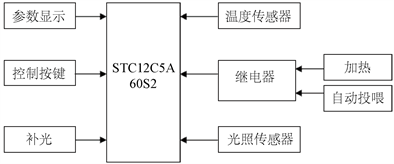 参数显示
温度传感器
STC12C5A
60S2
控制按键
继电器
加热
自动投喂
补光
光照传感器